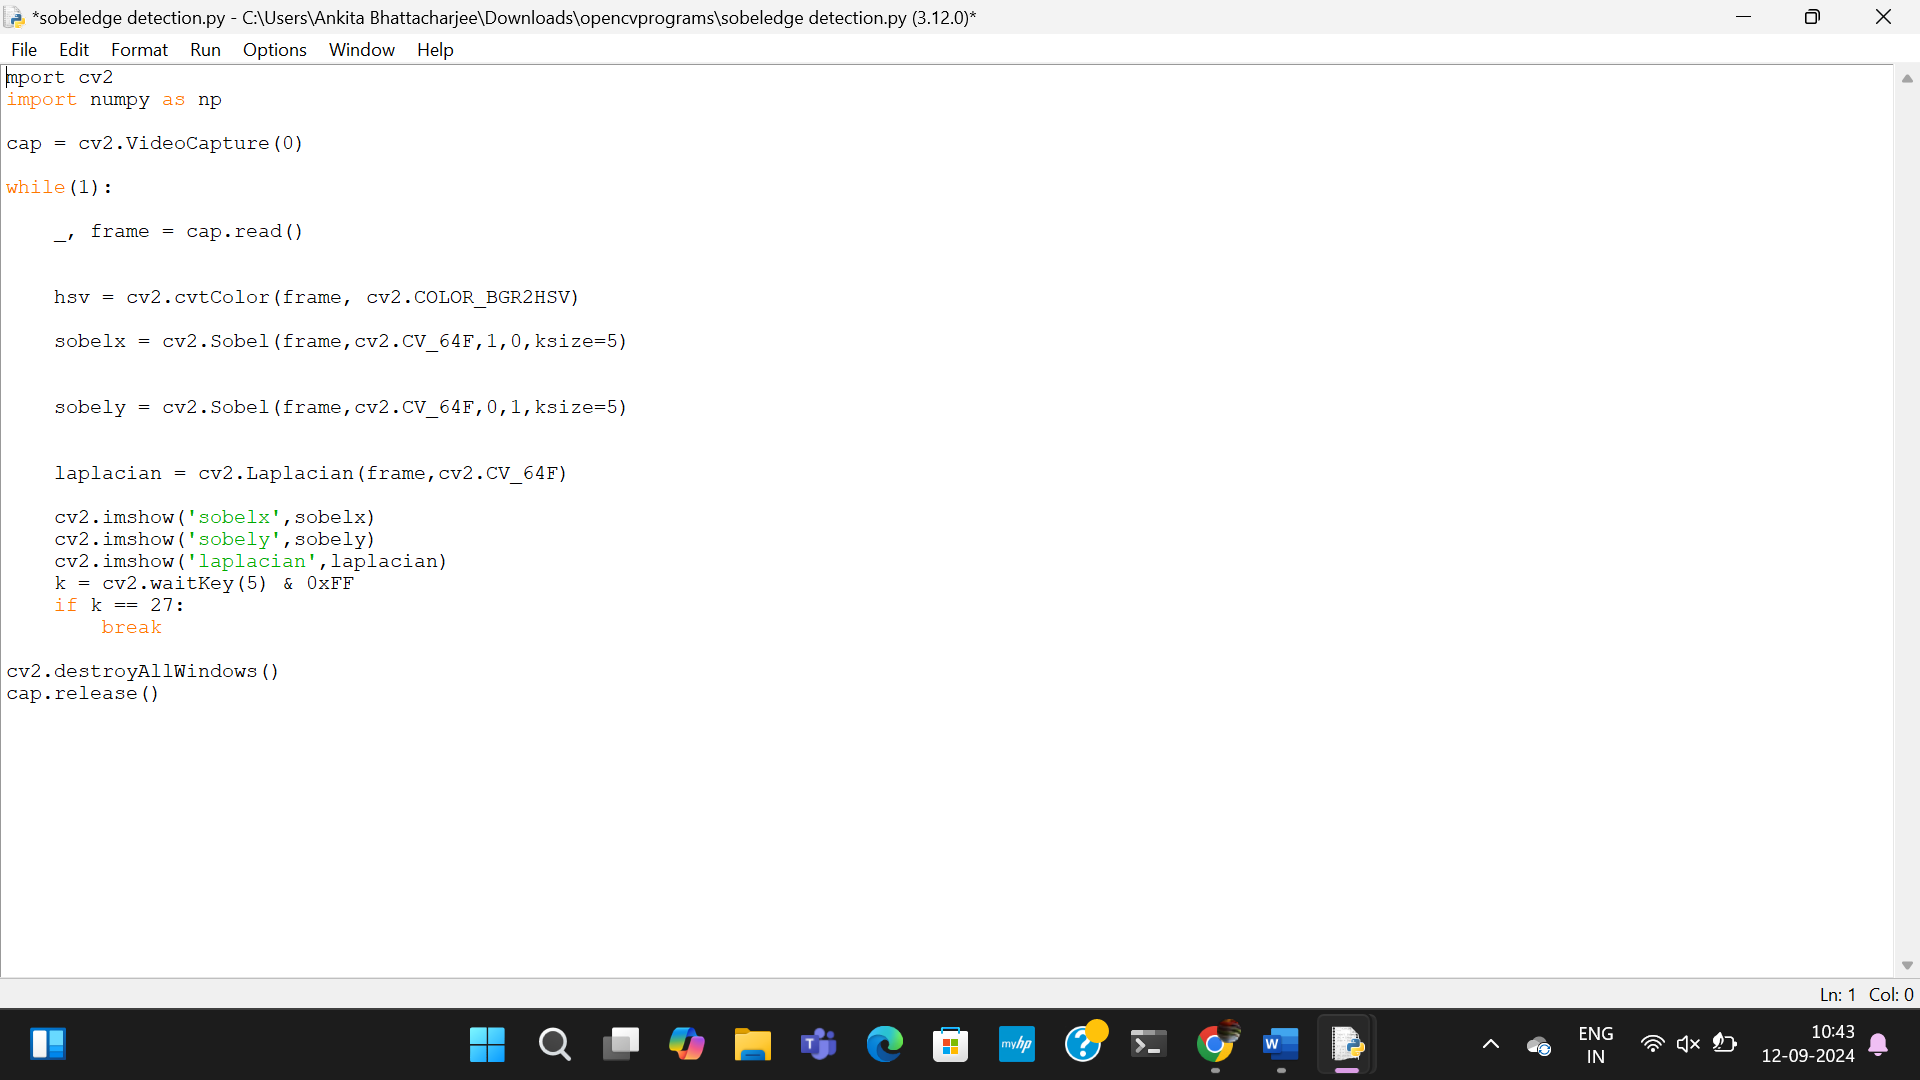 *sobeledge detection.py - C:\Users\Ankita Bhattacharjee\Downloads\opencvprograms\sobeledge detection.py (3.12.0)*
File Edit Format Run Options Window Help
mport cv2
import numpy as np
cap = cv2.VideoCapture(0)
while(1):
    _, frame = cap.read()
    hsv = cv2.cvtColor(frame, cv2.COLOR_BGR2HSV)
    sobelx = cv2.Sobel(frame,cv2.CV_64F,1,0,ksize=5)
    sobely = cv2.Sobel(frame,cv2.CV_64F,0,1,ksize=5)
    laplacian = cv2.Laplacian(frame,cv2.CV_64F)
    cv2.imshow('sobelx',sobelx)
    cv2.imshow('sobely',sobely)
    cv2.imshow('laplacian',laplacian)
    k = cv2.waitKey(5) & 0xFF
    if k == 27:
        break
cv2.destroyAllWindows()
cap.release()
Ln: 1 Col: 0
myhp
ENG
IN
10:43
12-09-2024